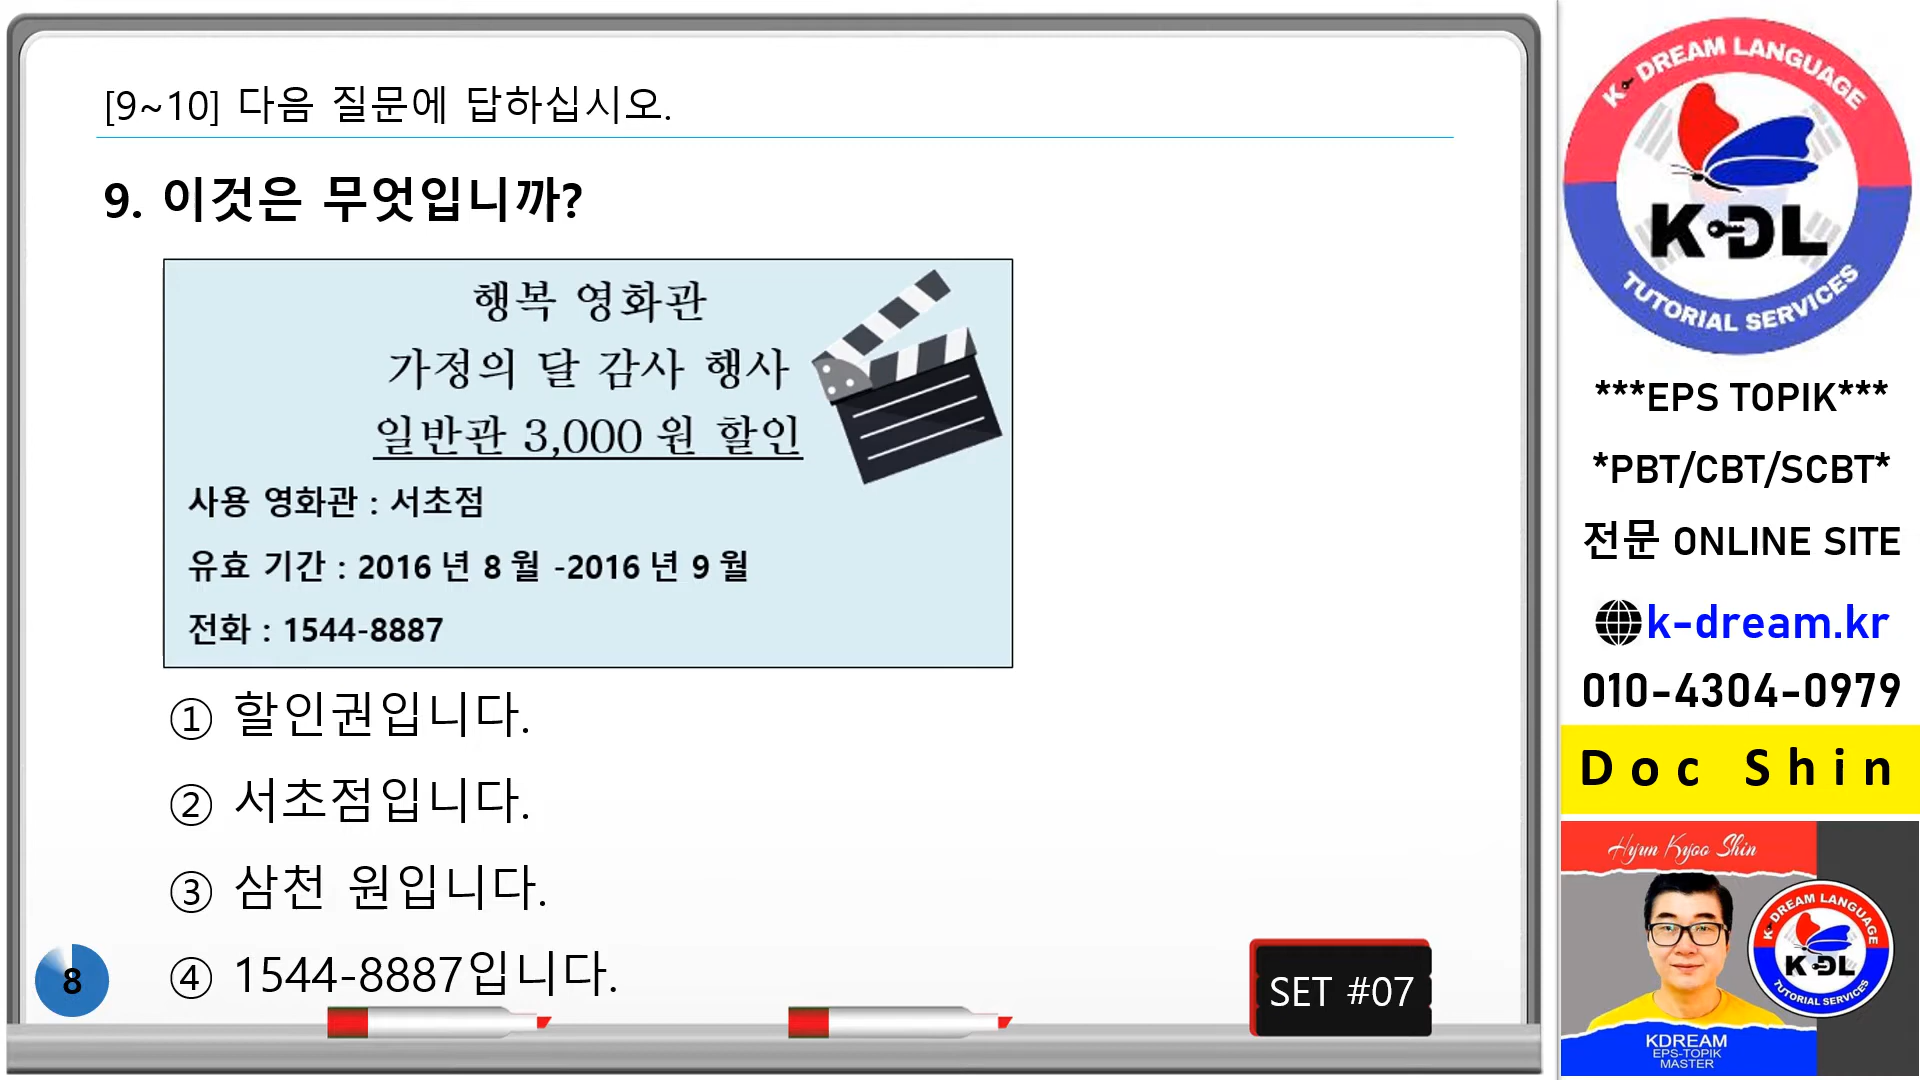 [9~10] 다음 질문에 답하십시오.
9. 이것은 무엇입니까?
행복 영화관
가정의 달 감사 행사
일반관 3,000 원 할인
사용 영화관 : 서초점
유효 기간 : 2016 년 8 월 -2016 년 9 월
전화 : 1544-8887
① 할인권입니다.
② 서초점입니다.
③ 삼천 원입니다.
④ 1544-8887입니다.
8
SET #07
K DREAM LANGUAGE
K DL
TUTORIAL SERVICES
***EPS TOPIK***
*PBT/CBT/SCBT*
전문 ONLINE SITE
k-dream.kr
010-4304-0979
Doc Shin
Hyun Kyoo Shin
K DREAM LANGUAGE
K DL
TUTORIAL SERVICES
KDREAM
EPS-TOPIK
MASTER